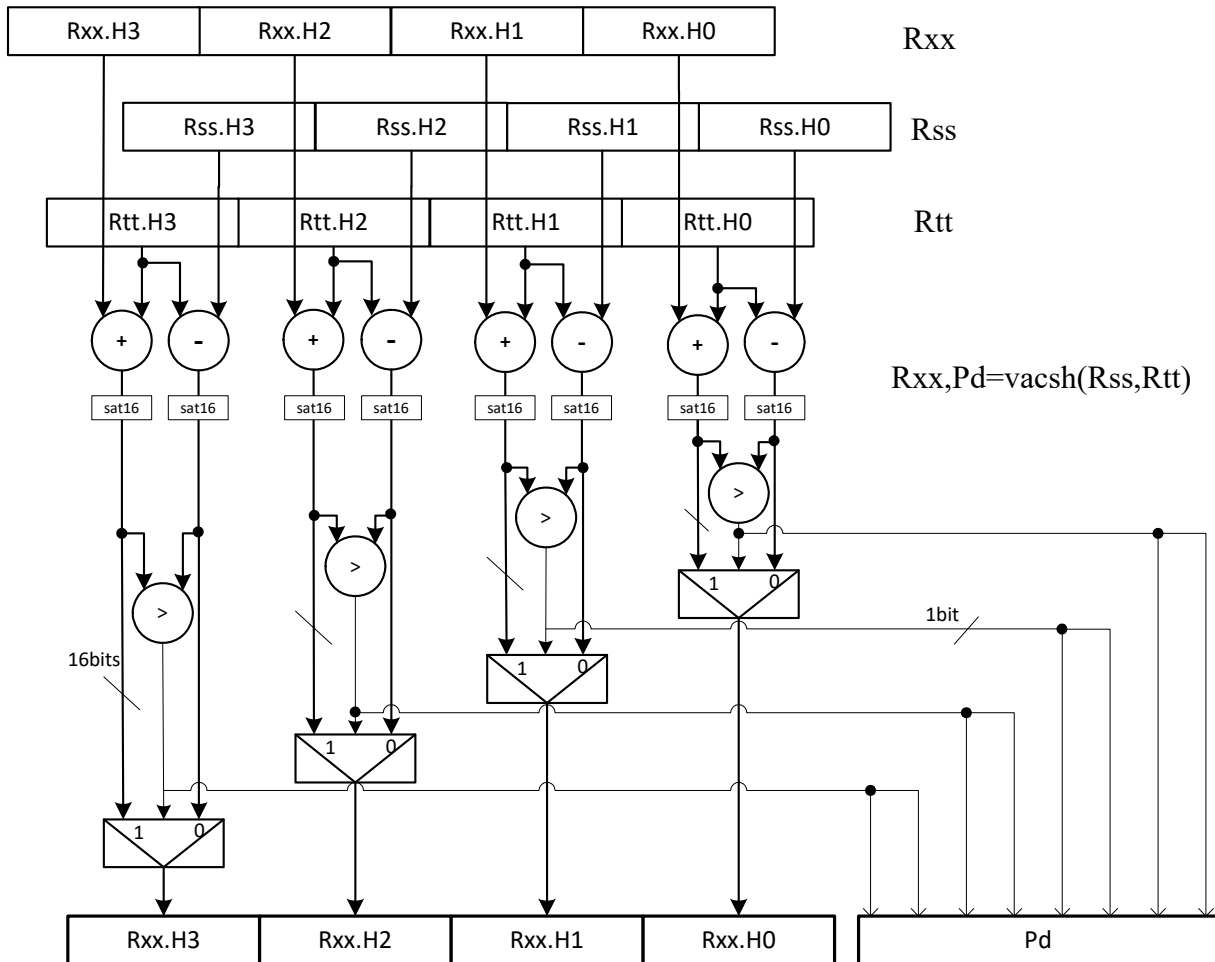 Rxx.H3 Rxx.H2 Rxx.H1 Rxx.H0 Rxx
Rss.H3 Rss.H2 Rss.H1 Rss.H0 Rss
Rtt.H3 Rtt.H2 Rtt.H1 Rtt.H0 Rtt
+ - + - + - + -
Rxx,Pd=vacsh(Rss,Rtt)
sat16 sat16 sat16 sat16 sat16 sat16 sat16 sat16
>
>
>
1 0
>
1bit
16bits
1 0
1 0
1 0
Rxx.H3 Rxx.H2 Rxx.H1 Rxx.H0 Pd